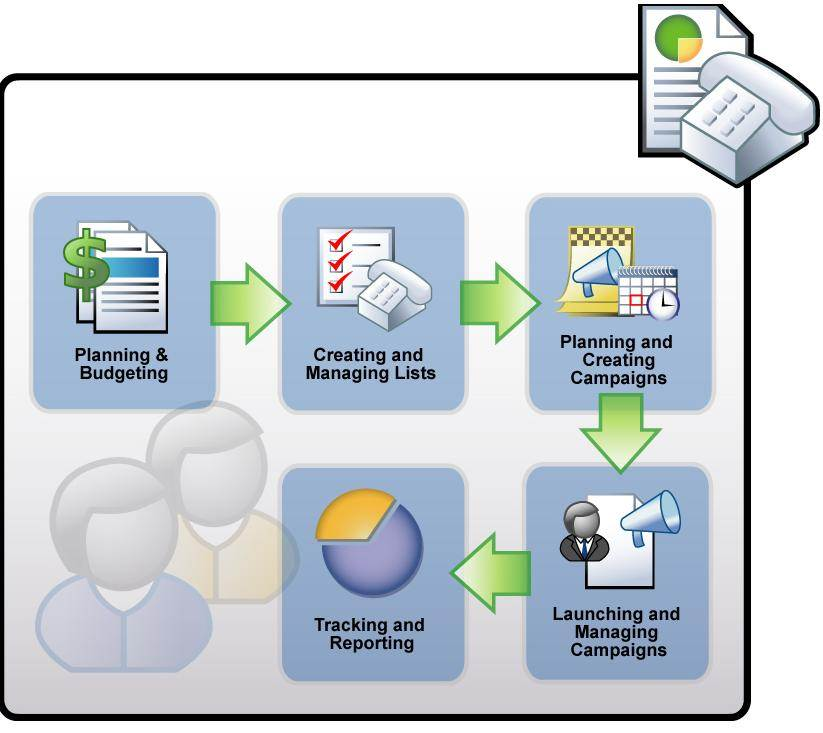 Planning &
Budgeting
Creating and
Managing Lists
Planning and
Creating
Campaigns
Launching and
Managing
Campaigns
Tracking and
Reporting